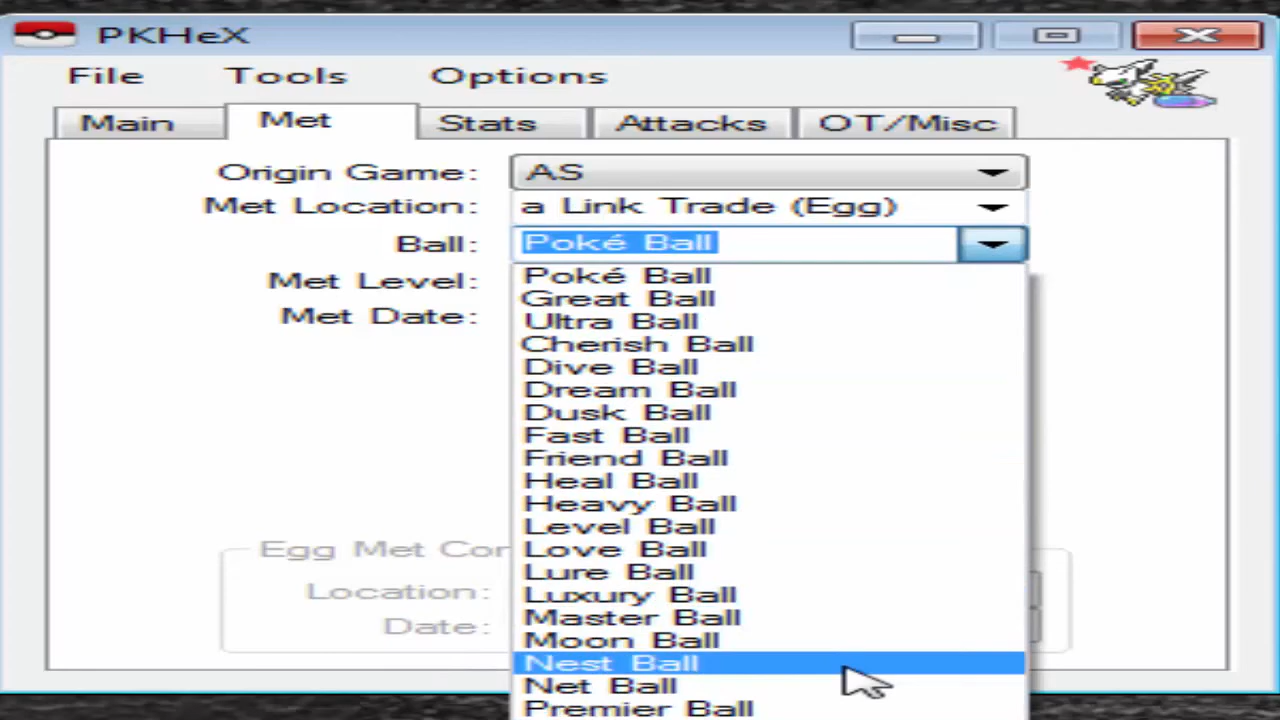 PKHeX
File Tools Options
Main Met Stats Attacks OT/Misc
Origin Game: AS
Met Location: a Link Trade (Egg)
Ball: Poké Ball
Met Level:
Met Date:
Poké Ball
Great Ball
Ultra Ball
Cherish Ball
Dive Ball
Dream Ball
Dusk Ball
Fast Ball
Friend Ball
Heal Ball
Heavy Ball
Level Ball
Love Ball
Lure Ball
Luxury Ball
Master Ball
Moon Ball
Nest Ball
Net Ball
Premier Ball
Egg Met Con
Location:
Date: